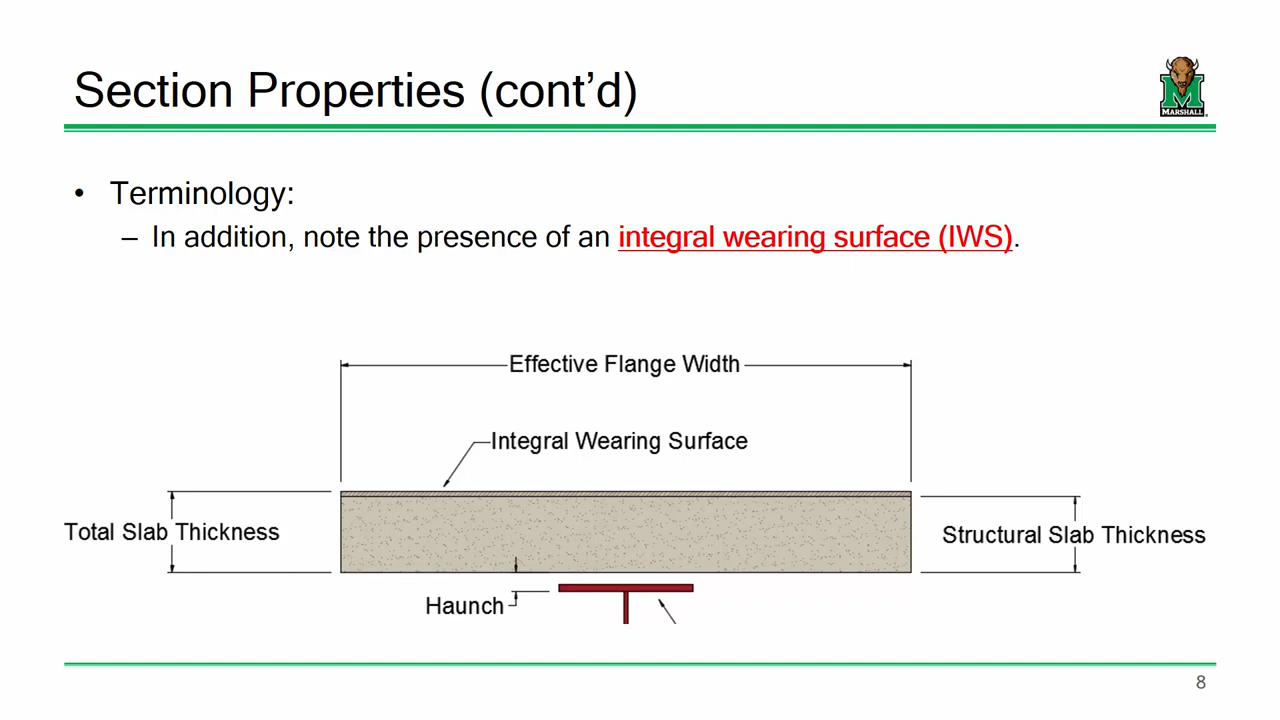 Section Properties (cont’d)
MARSHALL
• Terminology:
– In addition, note the presence of an integral wearing surface (IWS).
Effective Flange Width
Integral Wearing Surface
Total Slab Thickness
Structural Slab Thickness
Haunch
8